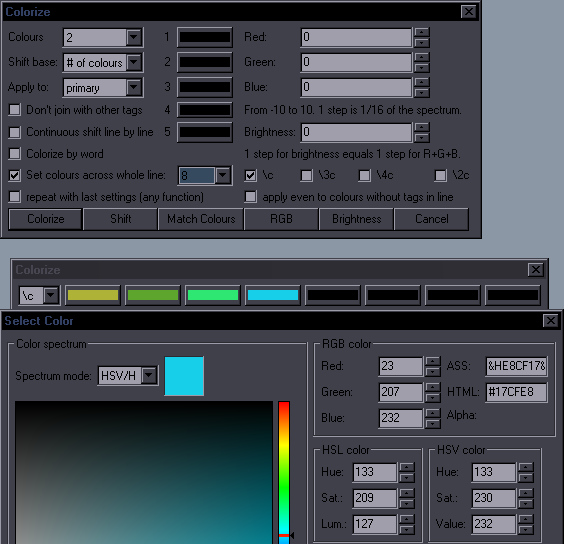 Colorize
Colours 2 1 Red: 0
Shift base: # of colours 2 Green: 0
Apply to: primary 3 Blue: 0
Don't join with other tags 4 From -10 to 10. 1 step is 1/16 of the spectrum.
Continuous shift line by line 5 Brightness: 0
Colorize by word 1 step for brightness equals 1 step for R+G+B.
Set colours across whole line: 8 \c \3c \4c \2c
repeat with last settings (any function) apply even to colours without tags in line
Colorize Shift Match Colours RGB Brightness Cancel
Colorize
\c
Select Color
Color spectrum RGB color
Spectrum mode: HSV/H Red: 23 ASS: &HE8CF17&
Green: 207 HTML: #17CFE8
Blue: 232 Alpha:
HSL color HSV color
Hue: 133 Hue: 133
Sat.: 209 Sat.: 230
Lum.: 127 Value: 232